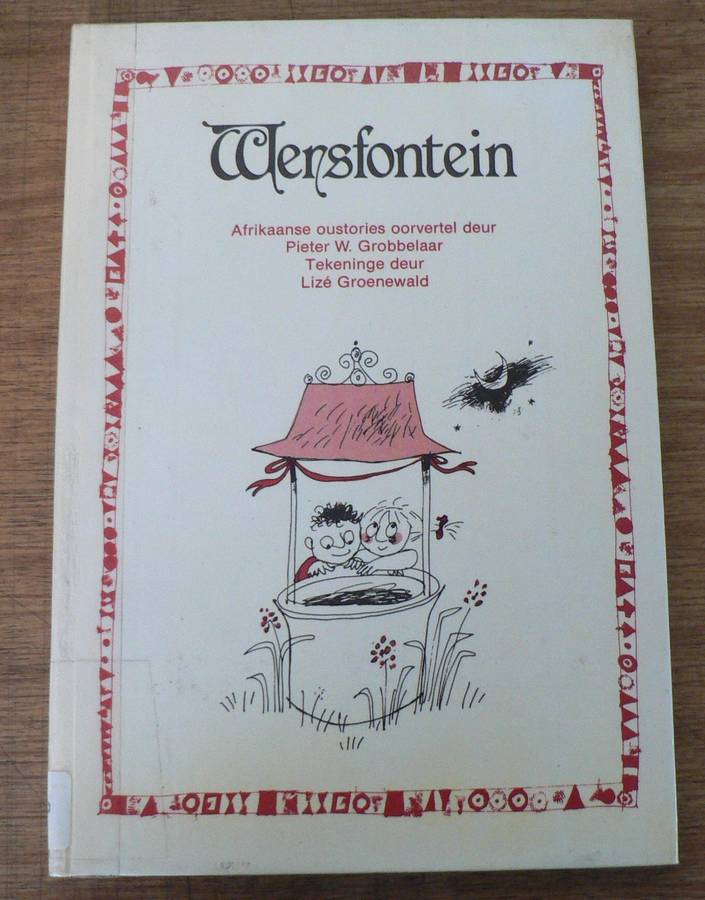 Wensfontein
Afrikaanse oustories oorvertel deur
Pieter W. Grobbelaar
Tekeninge deur
Lizé Groenewald